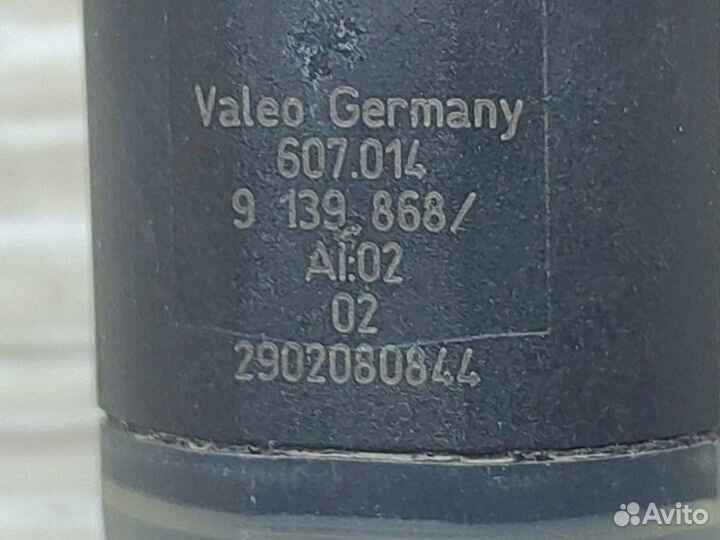 Valeo Germany
607.014
9 139 868/
AI:02
02
2902080844
Avito